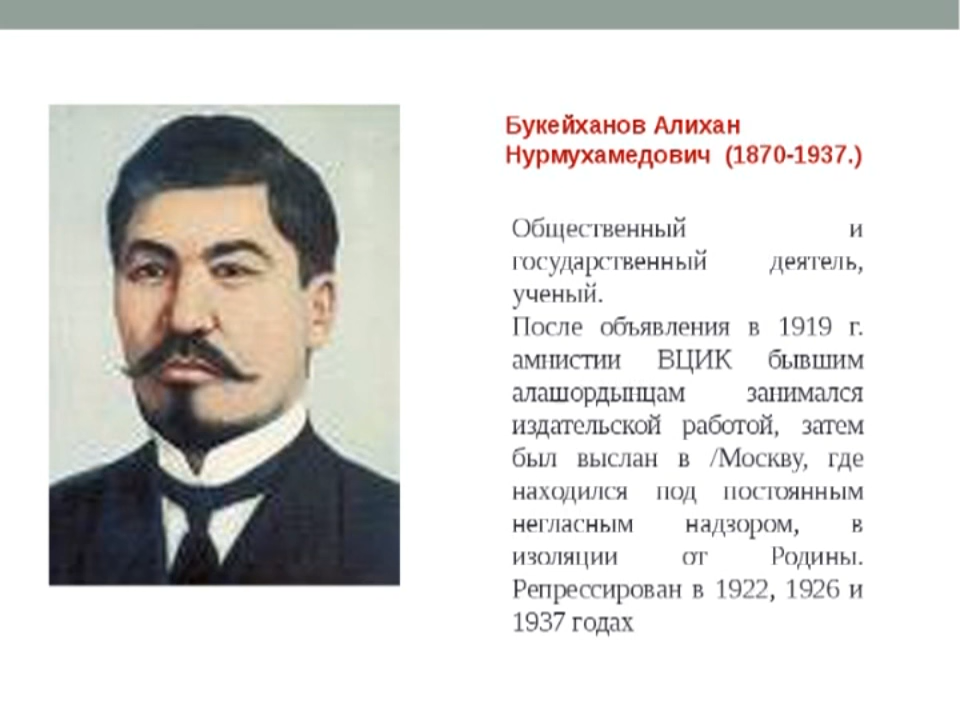 Букейханов Алихан
Нурмухамедович (1870-1937.)
Общественный и
государственный деятель,
ученый.
После объявления в 1919 г.
амнистии ВЦИК бывшим
алашордынцам занимался
издательской работой, затем
был выслан в /Москву, где
находился под постоянным
негласным надзором, в
изоляции от Родины.
Репрессирован в 1922, 1926 и
1937 годах